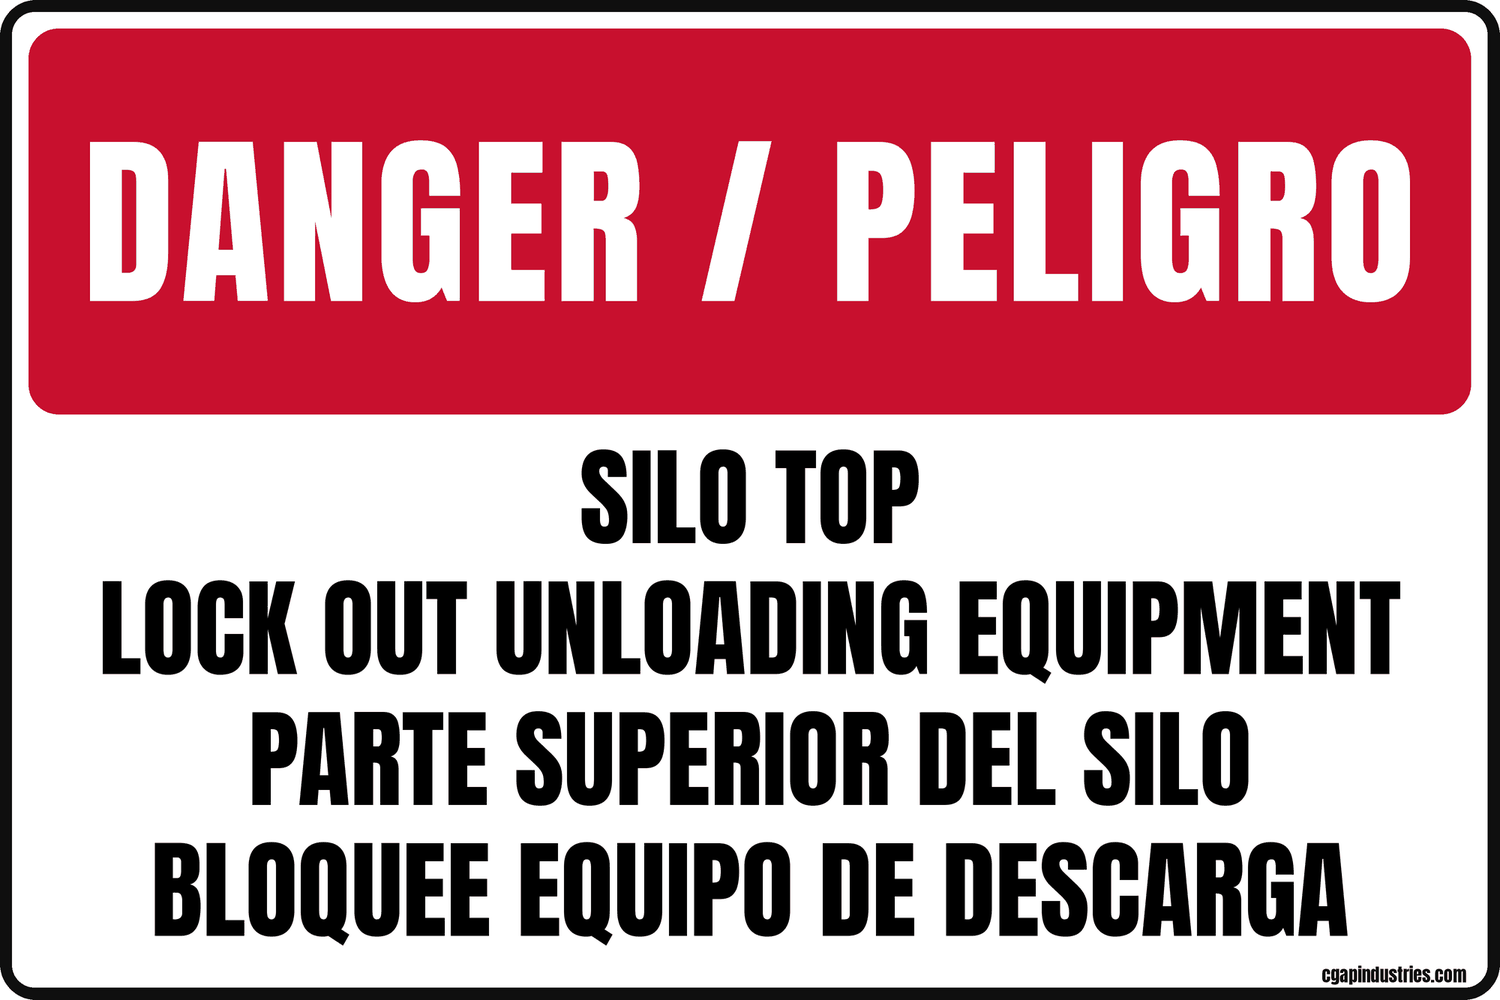 DANGER / PELIGRO
SILO TOP
LOCK OUT UNLOADING EQUIPMENT
PARTE SUPERIOR DEL SILO
BLOQUEE EQUIPO DE DESCARGA
cgapindustries.com